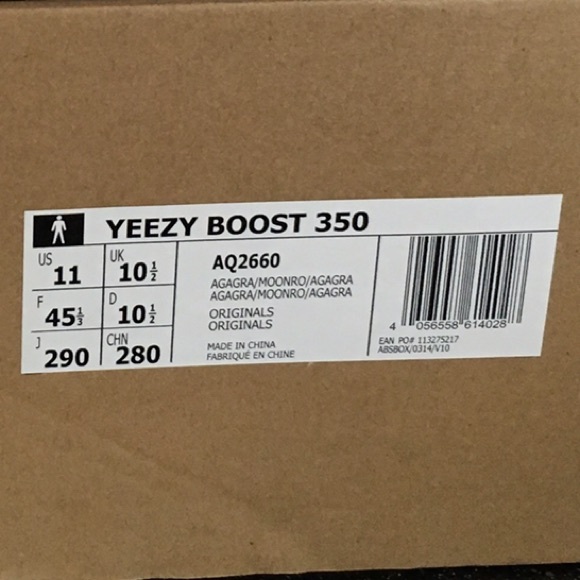 YEEZY BOOST 350
US 11
UK 10½
F 45⅓
D 10½
J 290
CHN 280
AQ2660
AGAGRA/MOONRO/AGAGRA
AGAGRA/MOONRO/AGAGRA
ORIGINALS
ORIGINALS
MADE IN CHINA
FABRIQUÉ EN CHINE
4 056558 614028
EAN PO# 113275217
ABSBOX/0314/V10